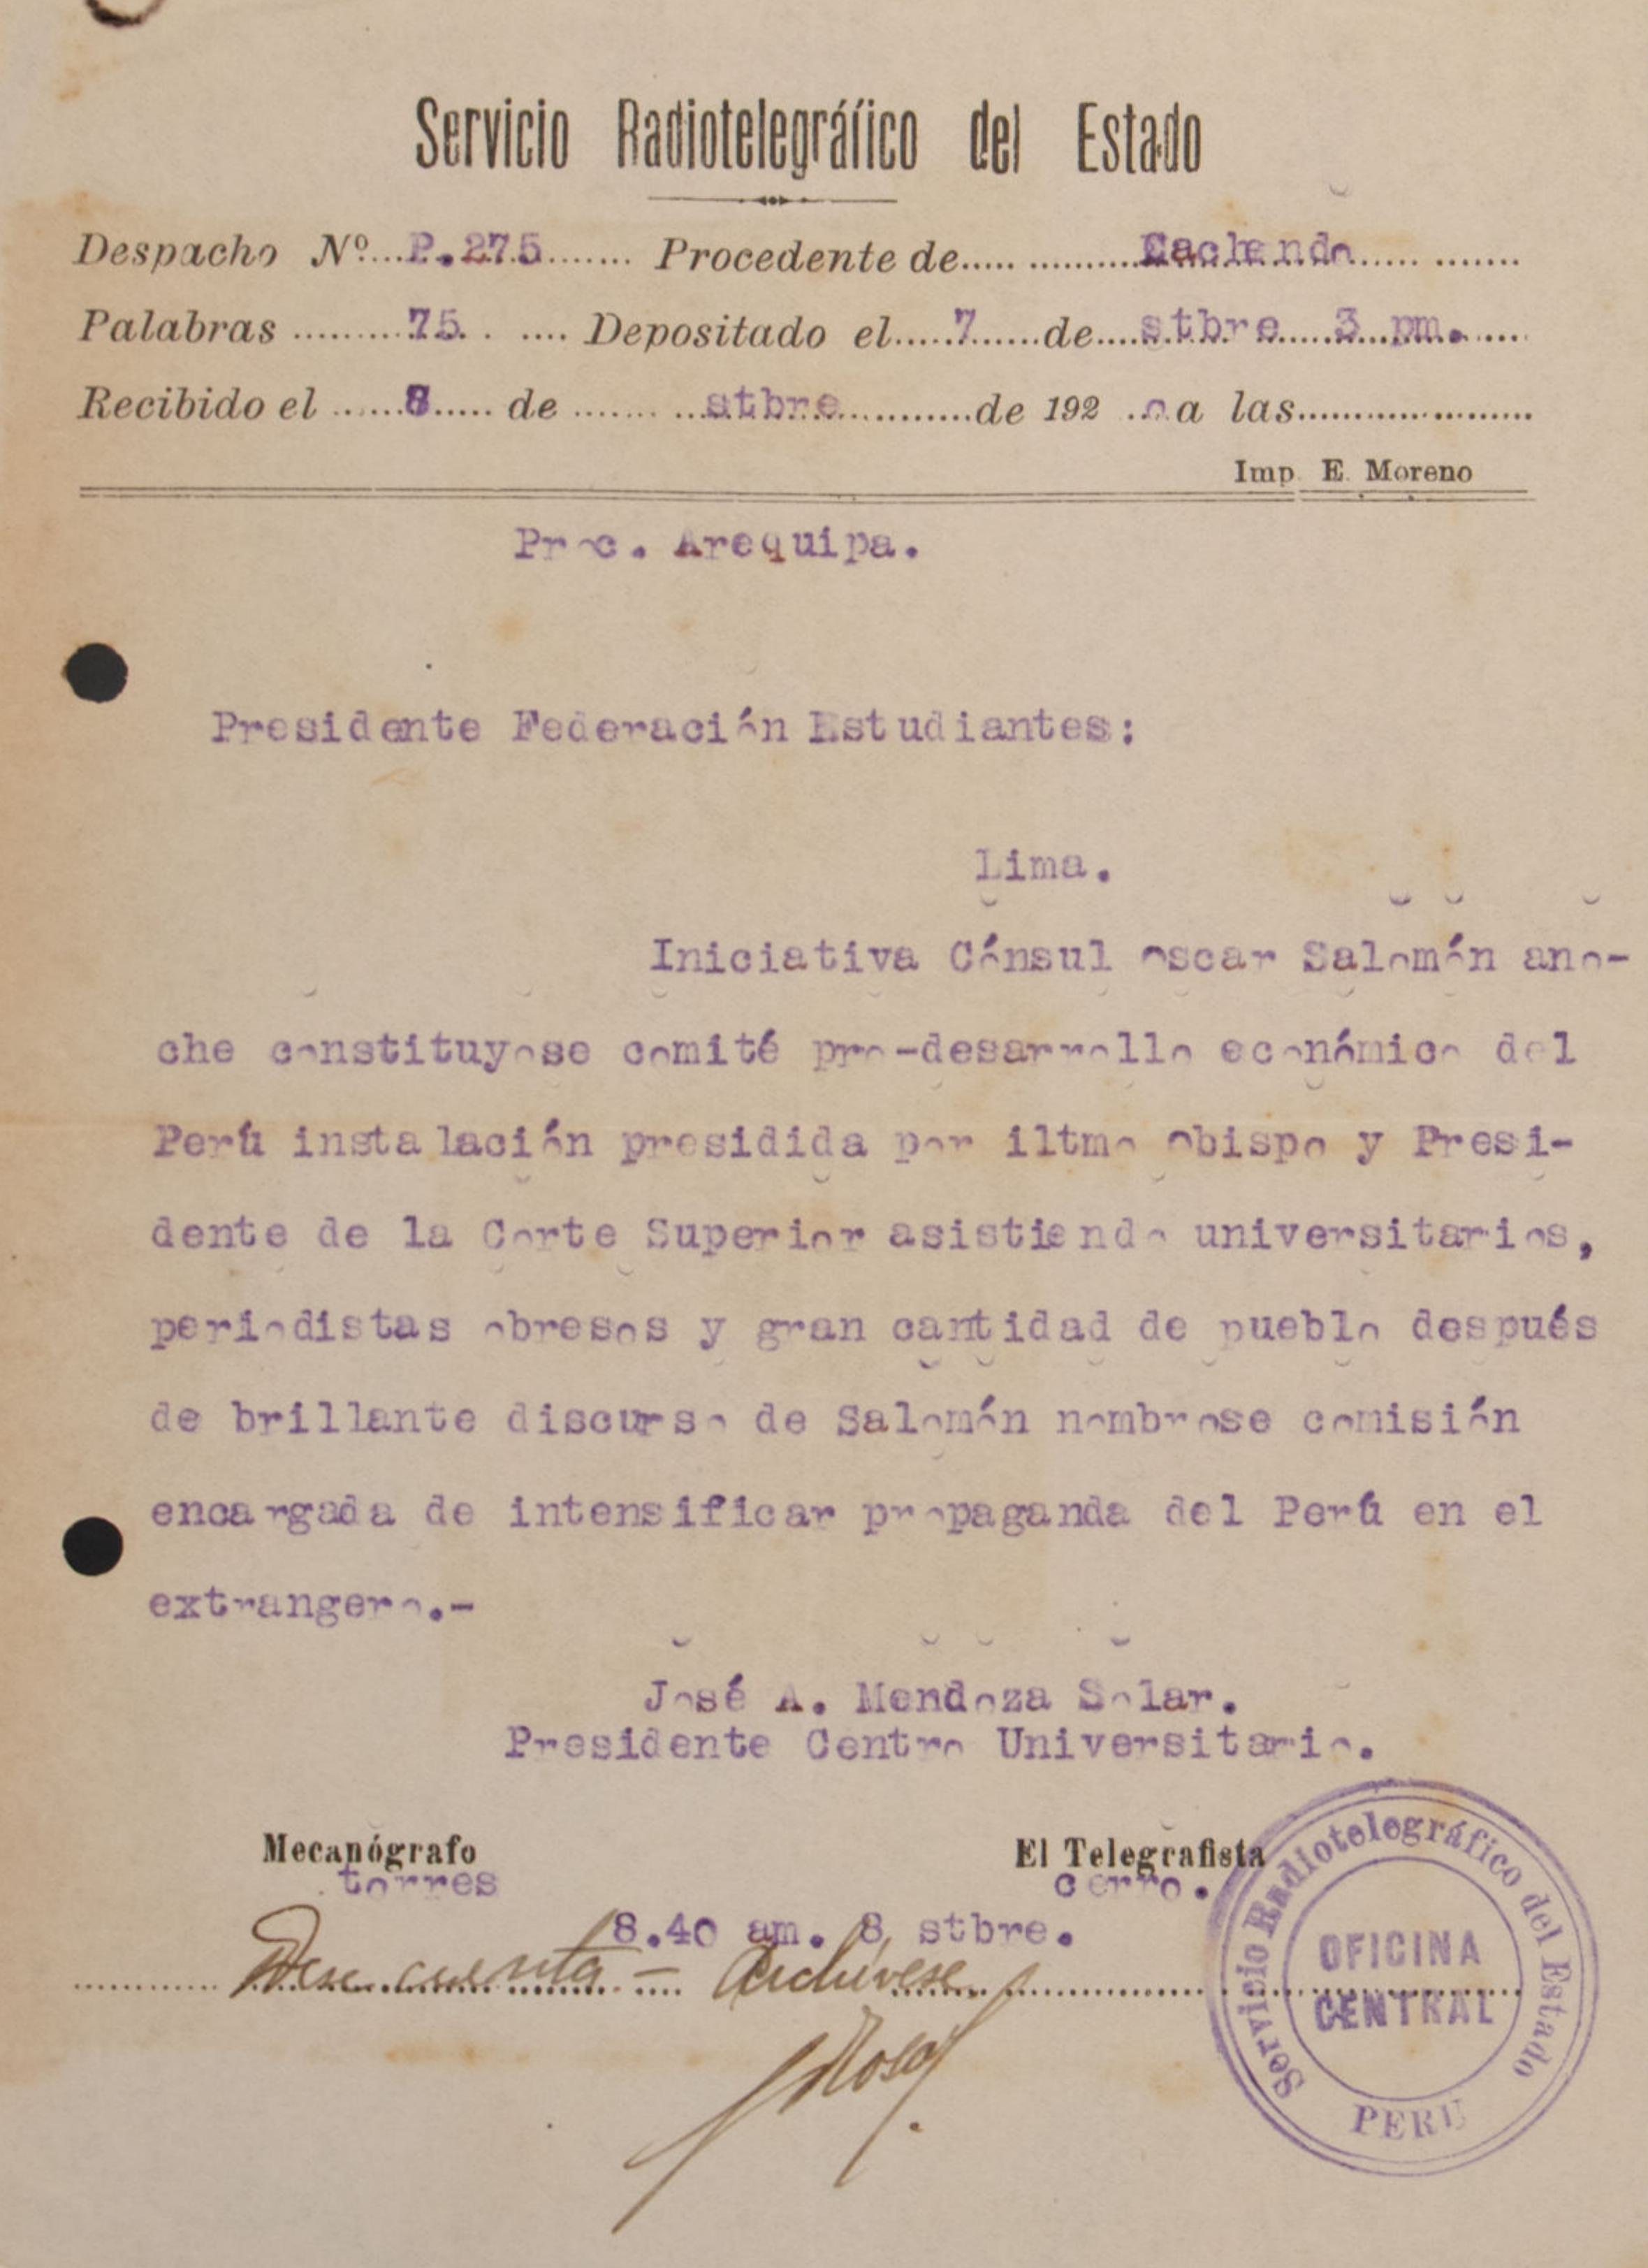 Servicio Radiotelegráfico del Estado
Despacho Nº P.275 Procedente de Cachendo
Palabras 75 Depositado el 7 de stbre 3 pm.
Recibido el 8 de stbre de 192 o a las
Imp. E. Moreno
Proc. Arequipa.
Presidente Federación Estudiantes:
Lima.
Iniciativa Cónsul Oscar Salomón ano-
che constituyose comité pro-desarrollo económico del
Perú instalación presidida por iltmo Obispo y Presi-
dente de la Corte Superior asistiendo universitarios,
periodistas obresos y gran cantidad de pueblo después
de brillante discurso de Salomón nombrose comisión
encargada de intensificar propaganda del Perú en el
extrangero.-
José A. Mendoza Solar.
Presidente Centro Universitario.
Mecanógrafo El Telegrafista
torres cerro.
8.40 am. 8 stbre.
Dese cuenta - Archívese
Servicio Radiotelegráfico del Estado
OFICINA
CENTRAL
PERU